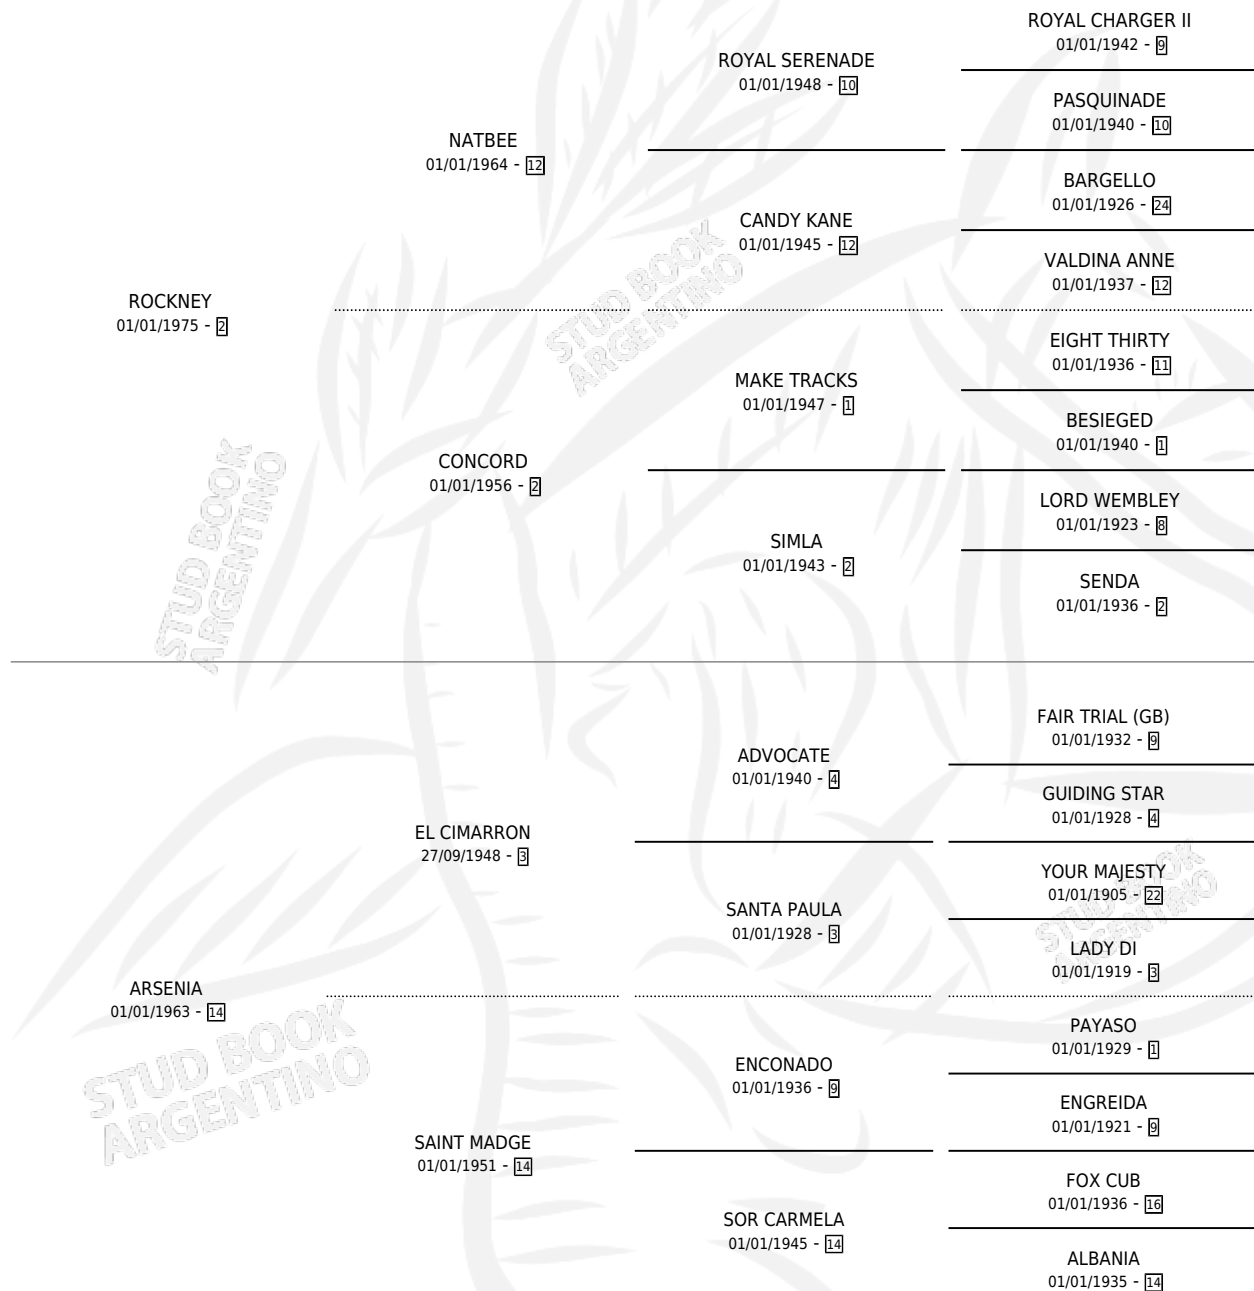 ROYAL CHARGER II
01/01/1942 - 9
ROYAL SERENADE
01/01/1948 - 10
PASQUINADE
01/01/1940 - 10
NATBEE
01/01/1964 - 12
BARGELLO
01/01/1926 - 24
CANDY KANE
01/01/1945 - 12
VALDINA ANNE
01/01/1937 - 12
ROCKNEY
01/01/1975 - 2
EIGHT THIRTY
01/01/1936 - 11
MAKE TRACKS
01/01/1947 - 1
BESIEGED
01/01/1940 - 1
CONCORD
01/01/1956 - 2
LORD WEMBLEY
01/01/1923 - 8
SIMLA
01/01/1943 - 2
SENDA
01/01/1936 - 2
FAIR TRIAL (GB)
01/01/1932 - 9
ADVOCATE
01/01/1940 - 4
GUIDING STAR
01/01/1928 - 4
EL CIMARRON
27/09/1948 - 3
YOUR MAJESTY
01/01/1905 - 22
SANTA PAULA
01/01/1928 - 3
LADY DI
01/01/1919 - 3
ARSENIA
01/01/1963 - 14
PAYASO
01/01/1929 - 1
ENCONADO
01/01/1936 - 9
ENGREIDA
01/01/1921 - 9
SAINT MADGE
01/01/1951 - 14
FOX CUB
01/01/1936 - 16
SOR CARMELA
01/01/1945 - 14
ALBANIA
01/01/1935 - 14
STUD BOOK
ARGENTINO
STUD BOOK
ARGENTINO
STUD BOOK
ARGENTINO
STUD BOOK
ARGENTINO